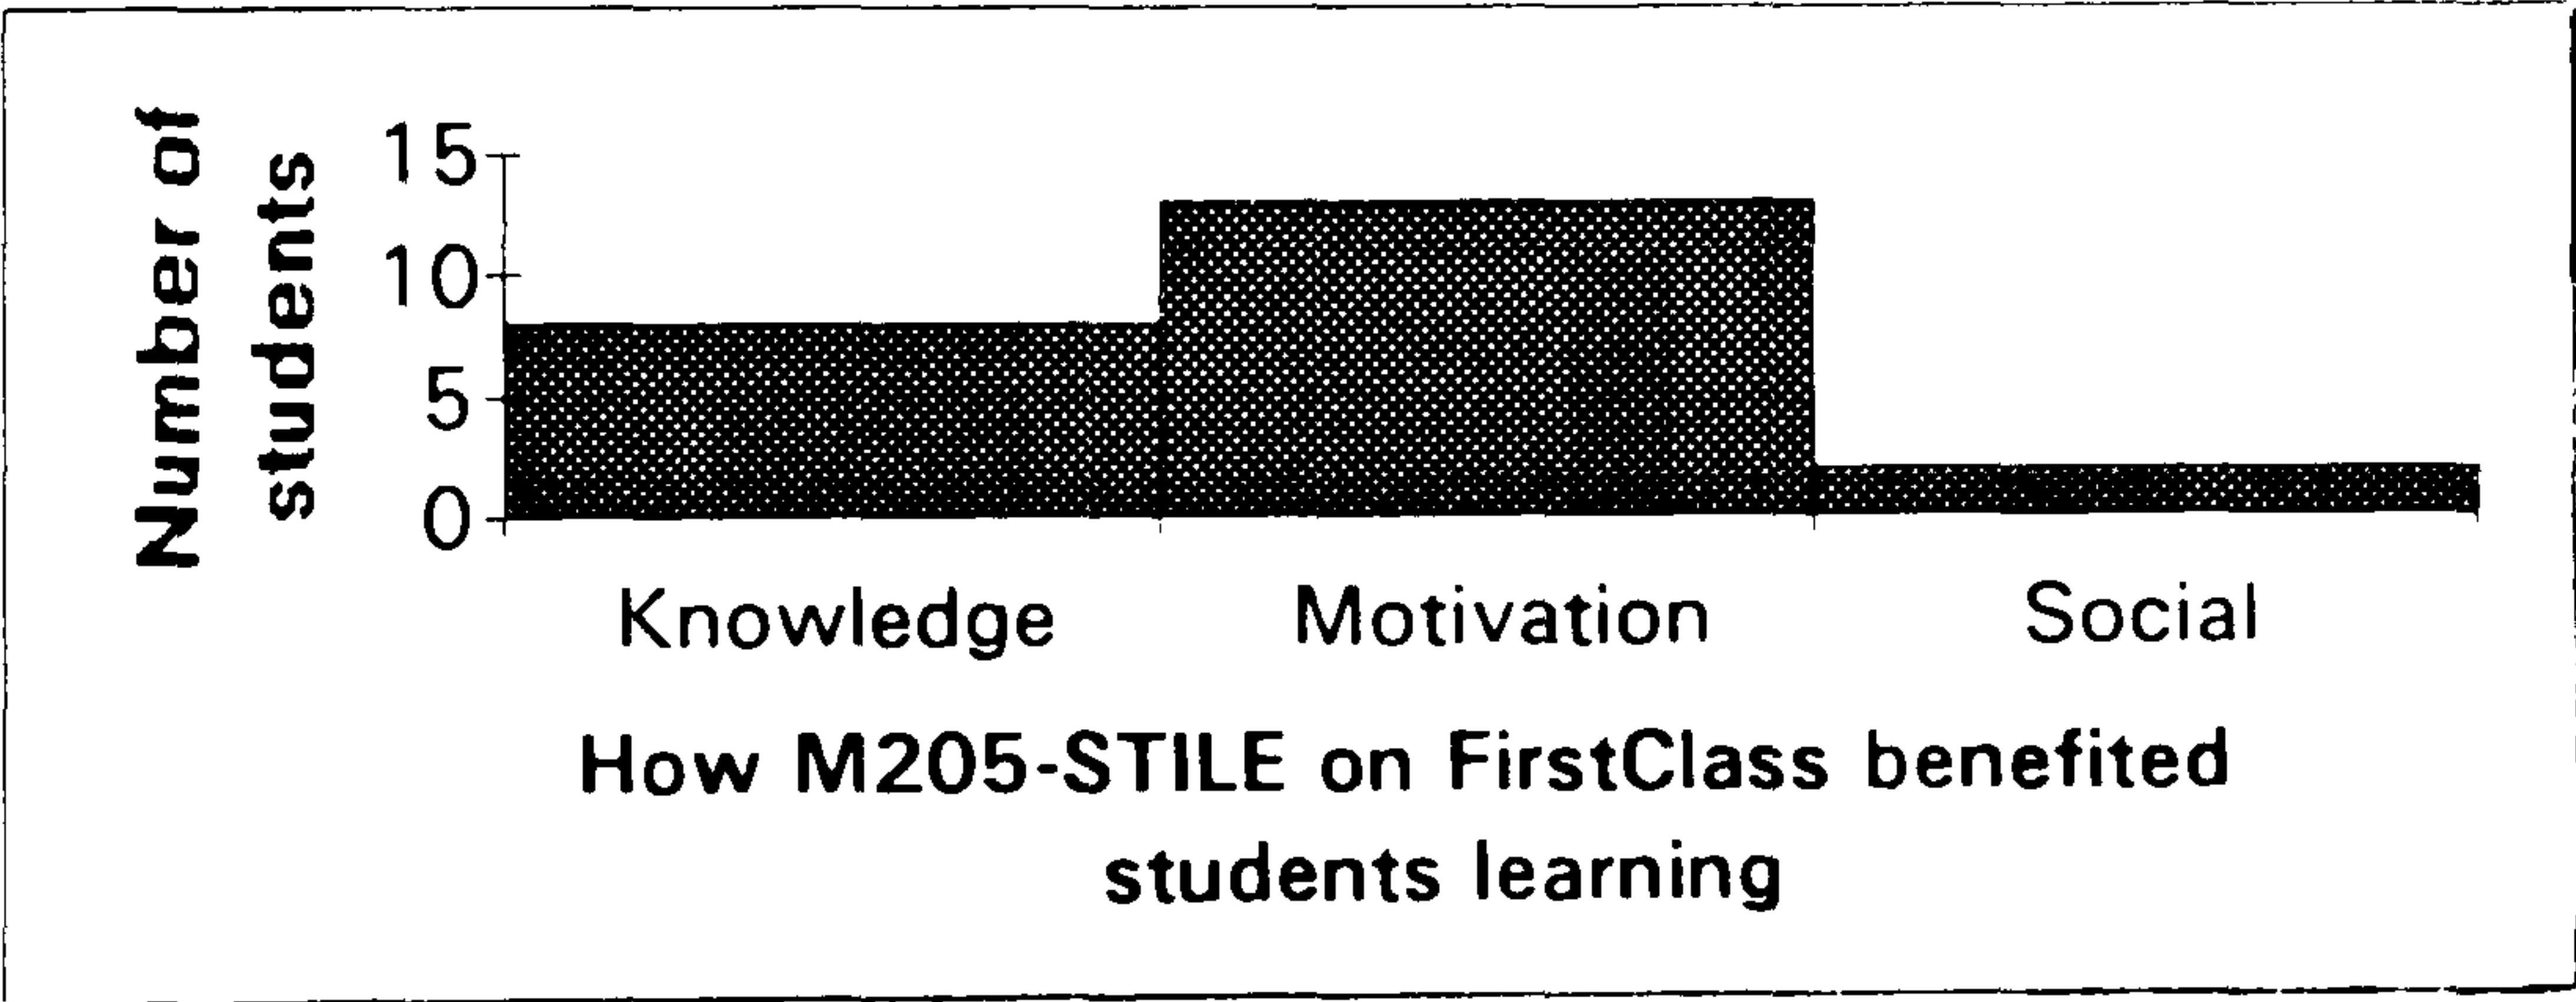 Number of
students
15
10
5
0
Knowledge Motivation Social
How M205-STILE on FirstClass benefited
students learning